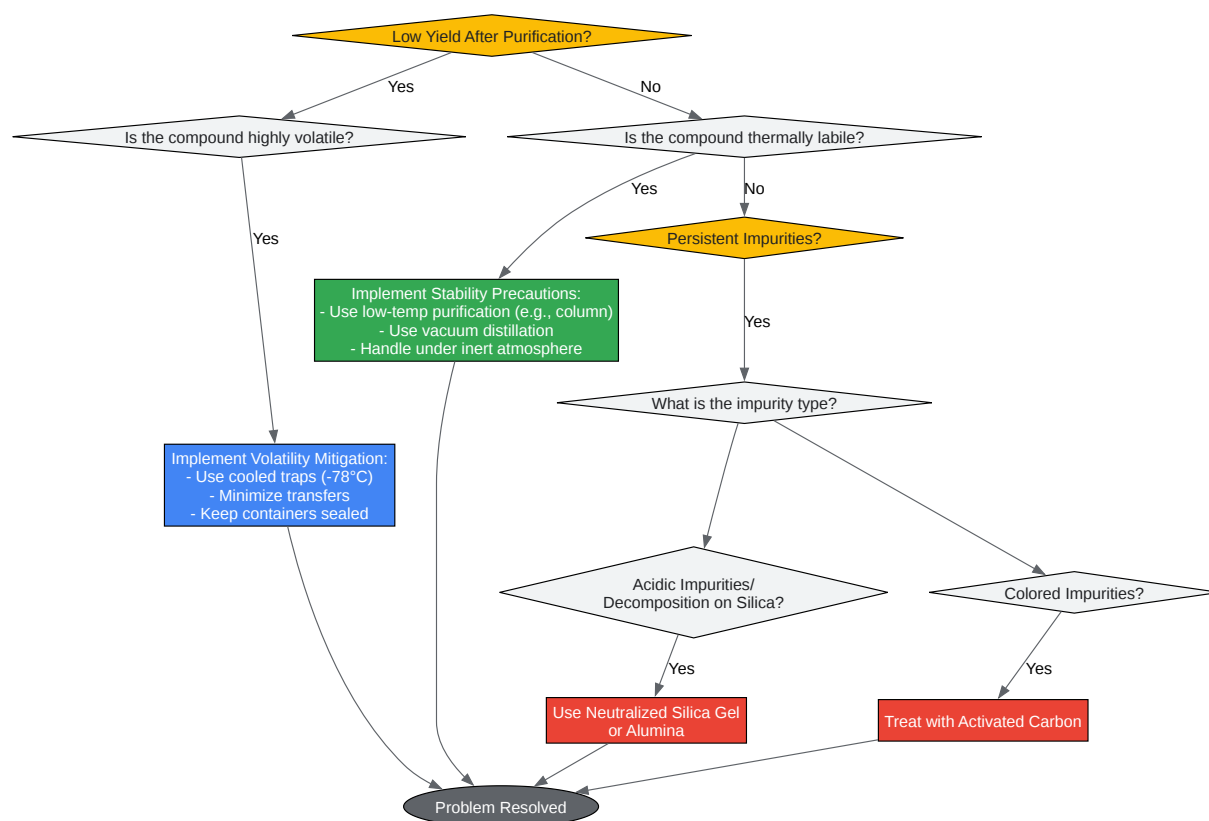 Low Yield After Purification?
Yes
No
Is the compound highly volatile?
Is the compound thermally labile?
Yes
No
Yes
Persistent Impurities?
Implement Stability Precautions:
- Use low-temp purification (e.g., column)
- Use vacuum distillation
- Handle under inert atmosphere
Yes
What is the impurity type?
Implement Volatility Mitigation:
- Use cooled traps (-78°C)
- Minimize transfers
- Keep containers sealed
Acidic Impurities/
Decomposition on Silica?
Colored Impurities?
Yes
Yes
Use Neutralized Silica Gel
or Alumina
Treat with Activated Carbon
Problem Resolved